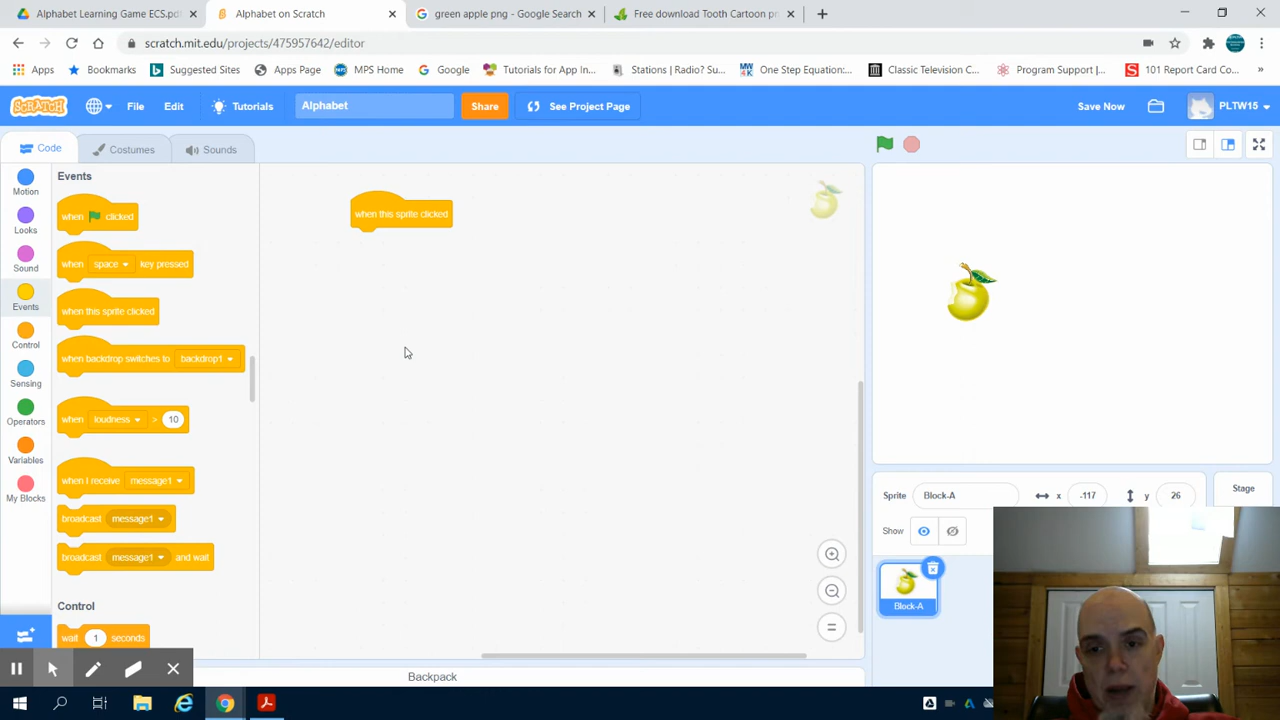 Alphabet Learning Game ECS.pdf
Alphabet on Scratch
green apple png - Google Search
Free download Tooth Cartoon pn
scratch.mit.edu/projects/475957642/editor
Apps
Bookmarks
Suggested Sites
Apps Page
MPS Home
Google
Tutorials for App In...
Stations | Radio? Su...
One Step Equation:...
Classic Television C...
Program Support |...
101 Report Card Co...
SCRATCH
File
Edit
Tutorials
Alphabet
Share
See Project Page
Save Now
PLTW15
Code
Costumes
Sounds
Motion
Looks
Sound
Events
Control
Sensing
Operators
Variables
My Blocks
Events
when clicked
when space key pressed
when this sprite clicked
when backdrop switches to backdrop1
when loudness > 10
when I receive message1
broadcast message1
broadcast message1 and wait
Control
wait 1 seconds
when this sprite clicked
Backpack
Sprite Block-A x -117 y 26
Show
Stage
Block-A